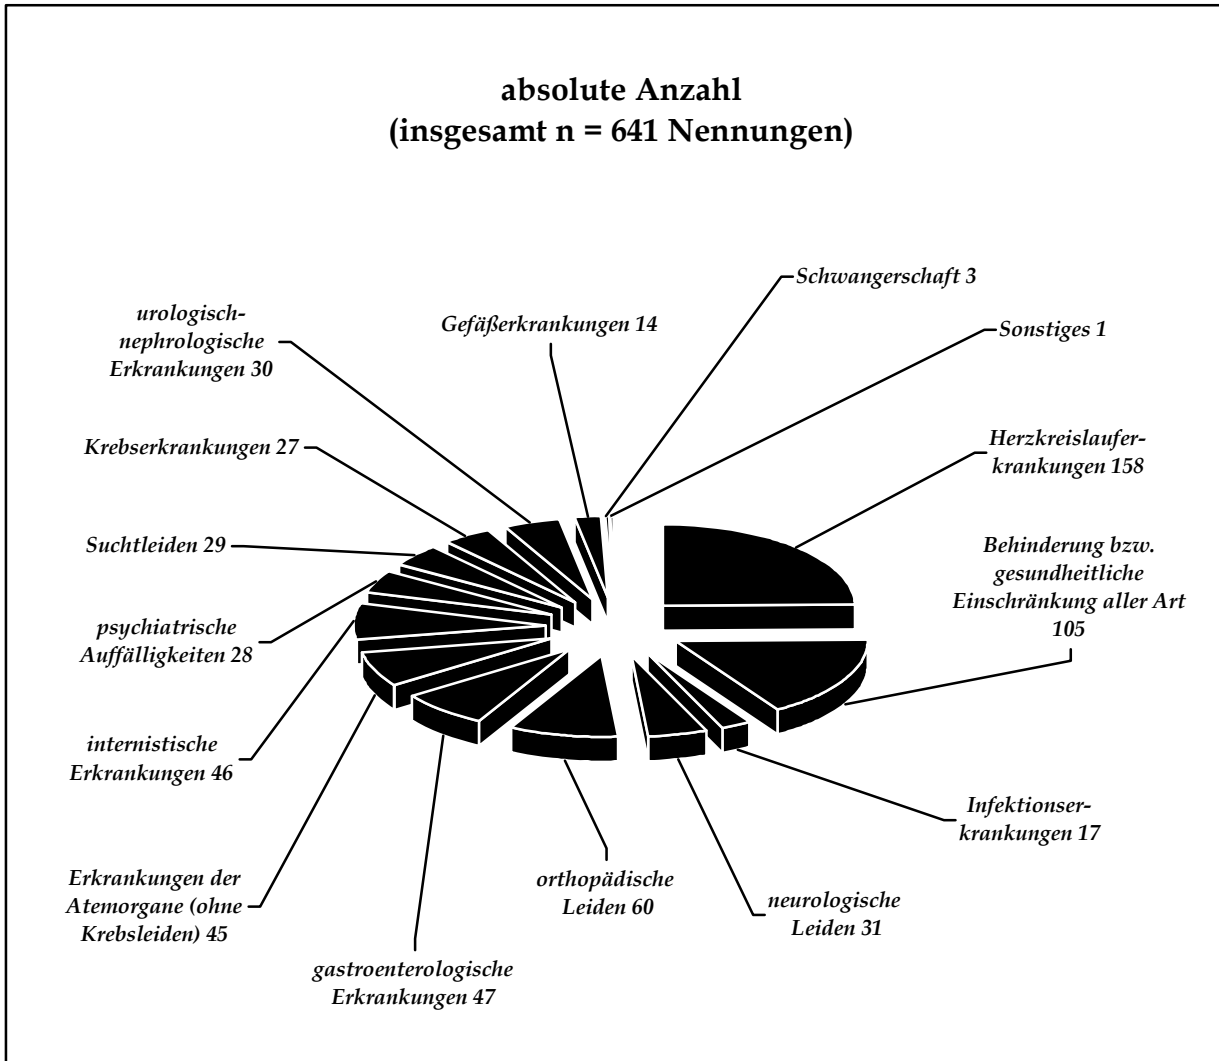 absolute Anzahl
(insgesamt n = 641 Nennungen)
Schwangerschaft 3
Sonstiges 1
Herzkreislaufer-
krankungen 158
Behinderung bzw.
gesundheitliche
Einschränkung aller Art
105
Infektionser-
krankungen 17
neurologische
Leiden 31
orthopädische
Leiden 60
gastroenterologische
Erkrankungen 47
Erkrankungen der
Atemorgane (ohne
Krebsleiden) 45
internistische
Erkrankungen 46
psychiatrische
Auffälligkeiten 28
Suchtleiden 29
Krebserkrankungen 27
urologisch-
nephrologische
Erkrankungen 30
Gefäßerkrankungen 14